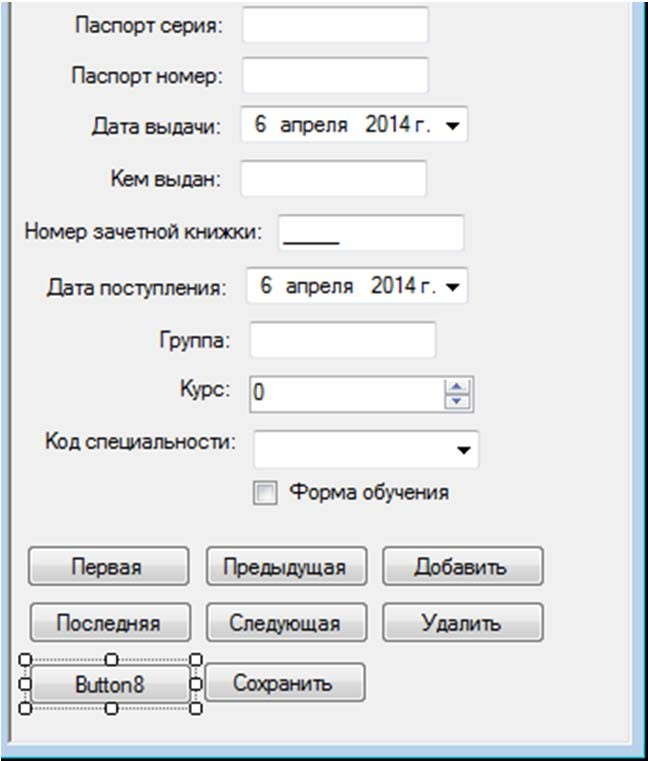 Паспорт серия:
Паспорт номер:
Дата выдачи: 6 апреля 2014 г.
Кем выдан:
Номер зачетной книжки: _____
Дата поступления: 6 апреля 2014 г.
Группа:
Курс: 0
Код специальности:
Форма обучения
Первая Предыдущая Добавить
Последняя Следующая Удалить
Button8 Сохранить